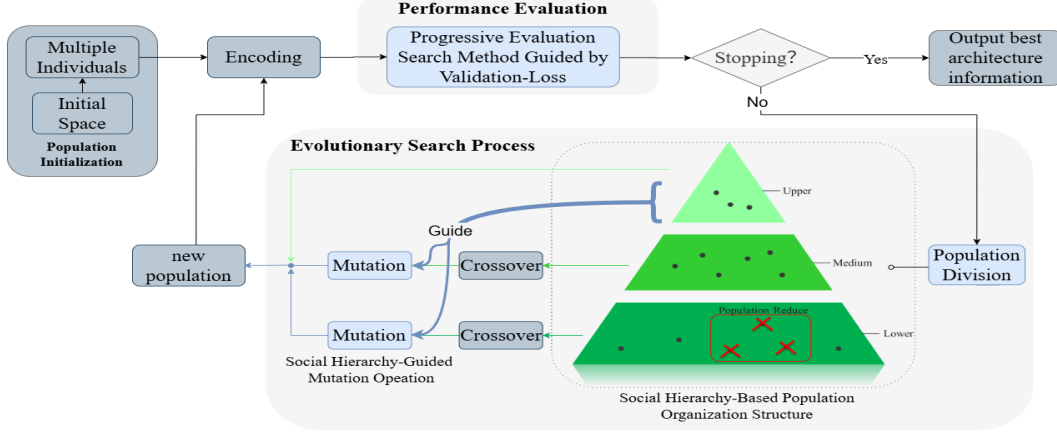 Performance Evaluation
Multiple
Individuals
Initial
Space
Population
Initialization
Encoding
Progressive Evaluation
Search Method Guided by
Validation-Loss
Stopping?
Yes
No
Output best
architecture
information
Evolutionary Search Process
Upper
Guide
new
population
Mutation
Crossover
Medium
Population
Division
Population Reduce
Mutation
Crossover
Lower
Social Hierarchy-Guided
Mutation Opeation
Social Hierarchy-Based Population
Organization Structure